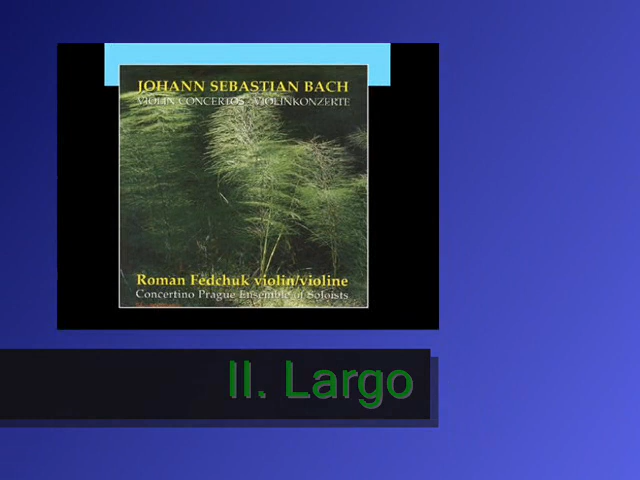 JOHANN SEBASTIAN BACH
VIOLIN CONCERTOS - VIOLINKONZERTE
Roman Fedchuk violin/violine
Concertino Prague Ensemble of Soloists
II. Largo